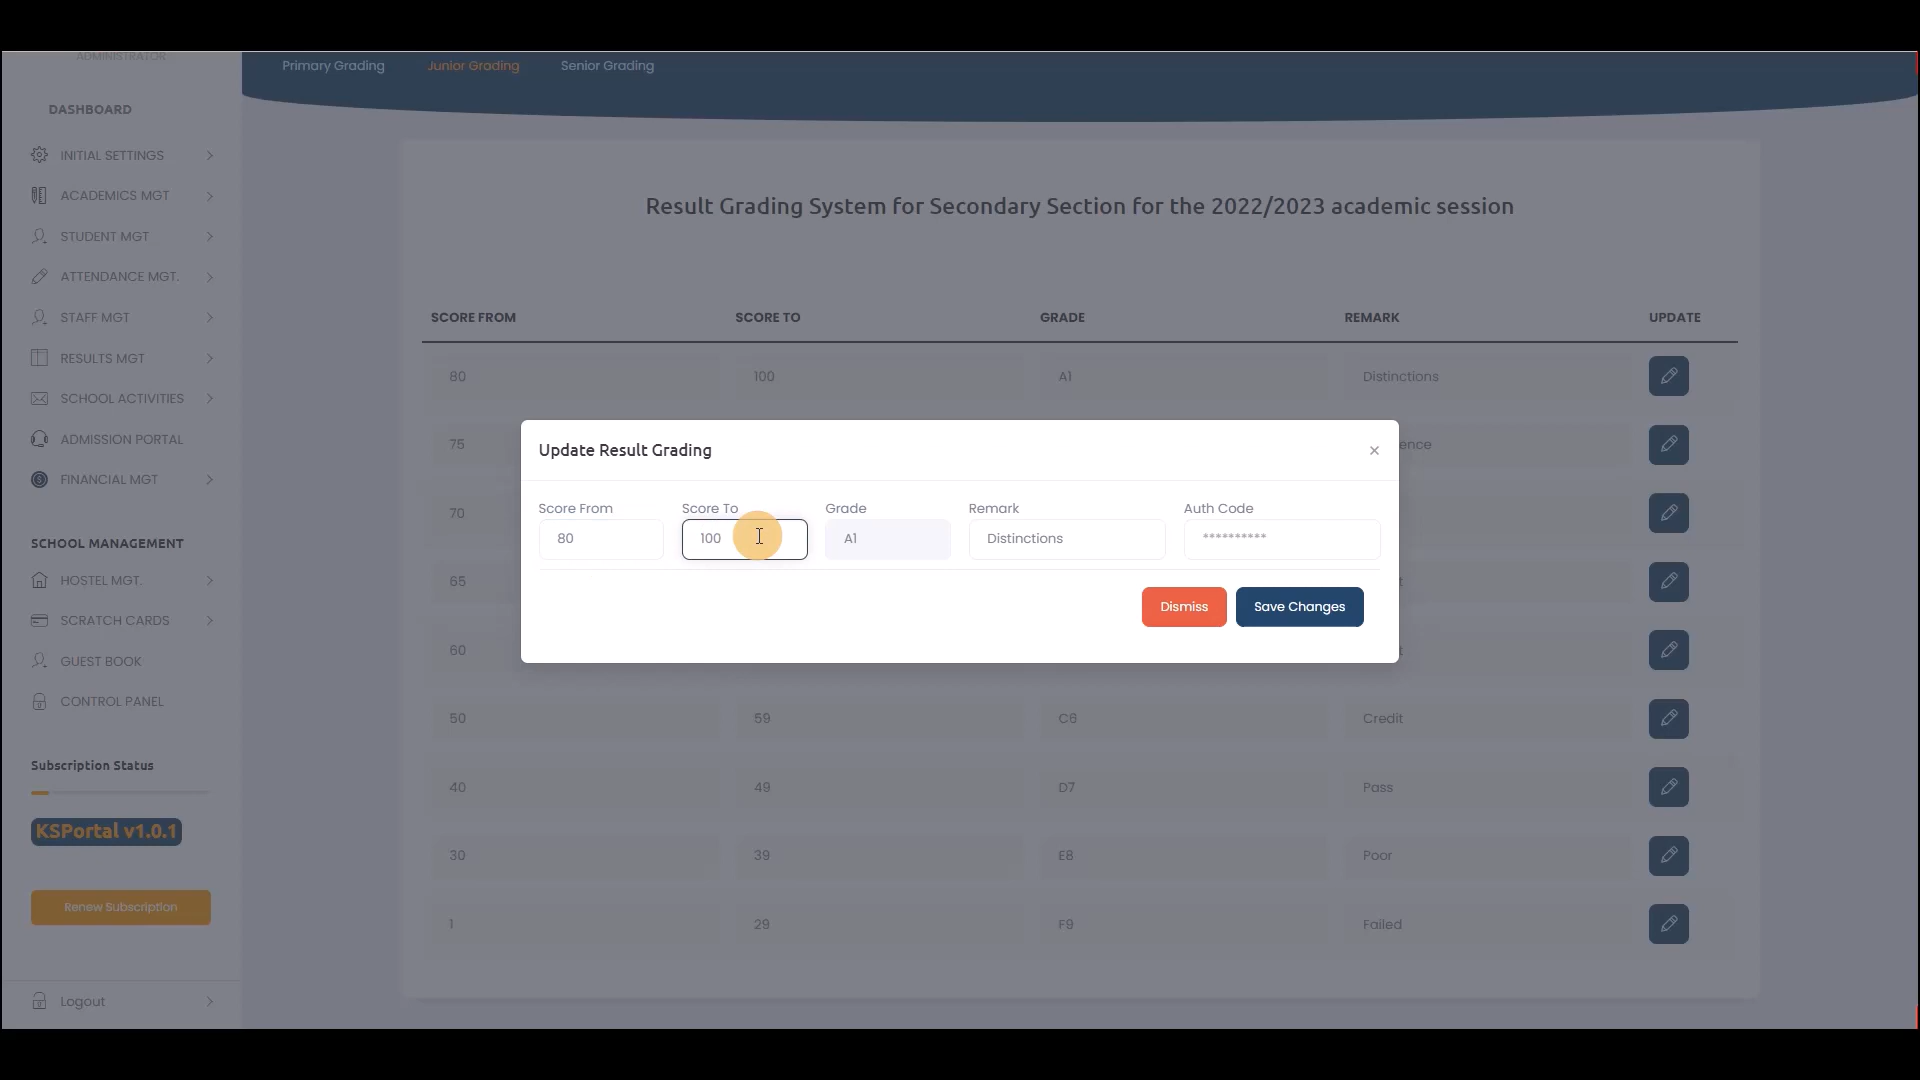 ADMINISTRATOR
Primary Grading
Junior Grading
Senior Grading
DASHBOARD
INITIAL SETTINGS
ACADEMICS MGT
STUDENT MGT
ATTENDANCE MGT.
STAFF MGT
RESULTS MGT
SCHOOL ACTIVITIES
ADMISSION PORTAL
FINANCIAL MGT
SCHOOL MANAGEMENT
HOSTEL MGT.
SCRATCH CARDS
GUEST BOOK
CONTROL PANEL
Subscription Status
KSPortal v1.0.1
Renew Subscription
Logout
Result Grading System for Secondary Section for the 2022/2023 academic session
SCORE FROM SCORE TO GRADE REMARK UPDATE
80 100 A1 Distinctions
75
70
65
60
50 59 C6 Credit
40 49 D7 Pass
30 39 E8 Poor
1 29 F9 Failed
Update Result Grading ×
Score From Score To Grade Remark Auth Code
80 100 A1 Distinctions **********
Dismiss Save Changes